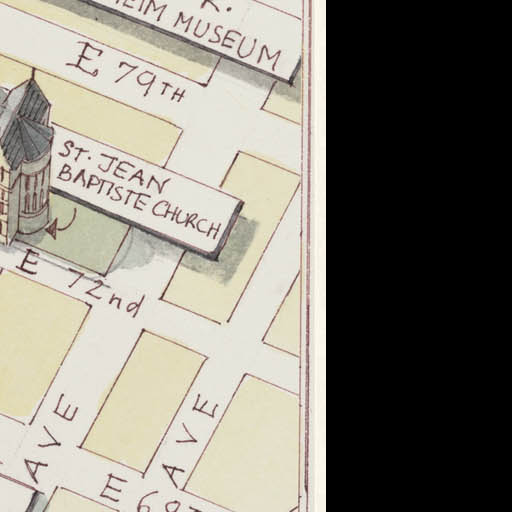 MUSEUM
E 79TH
ST. JEAN
BAPTISTE CHURCH
E 72nd
AVE
AVE
E